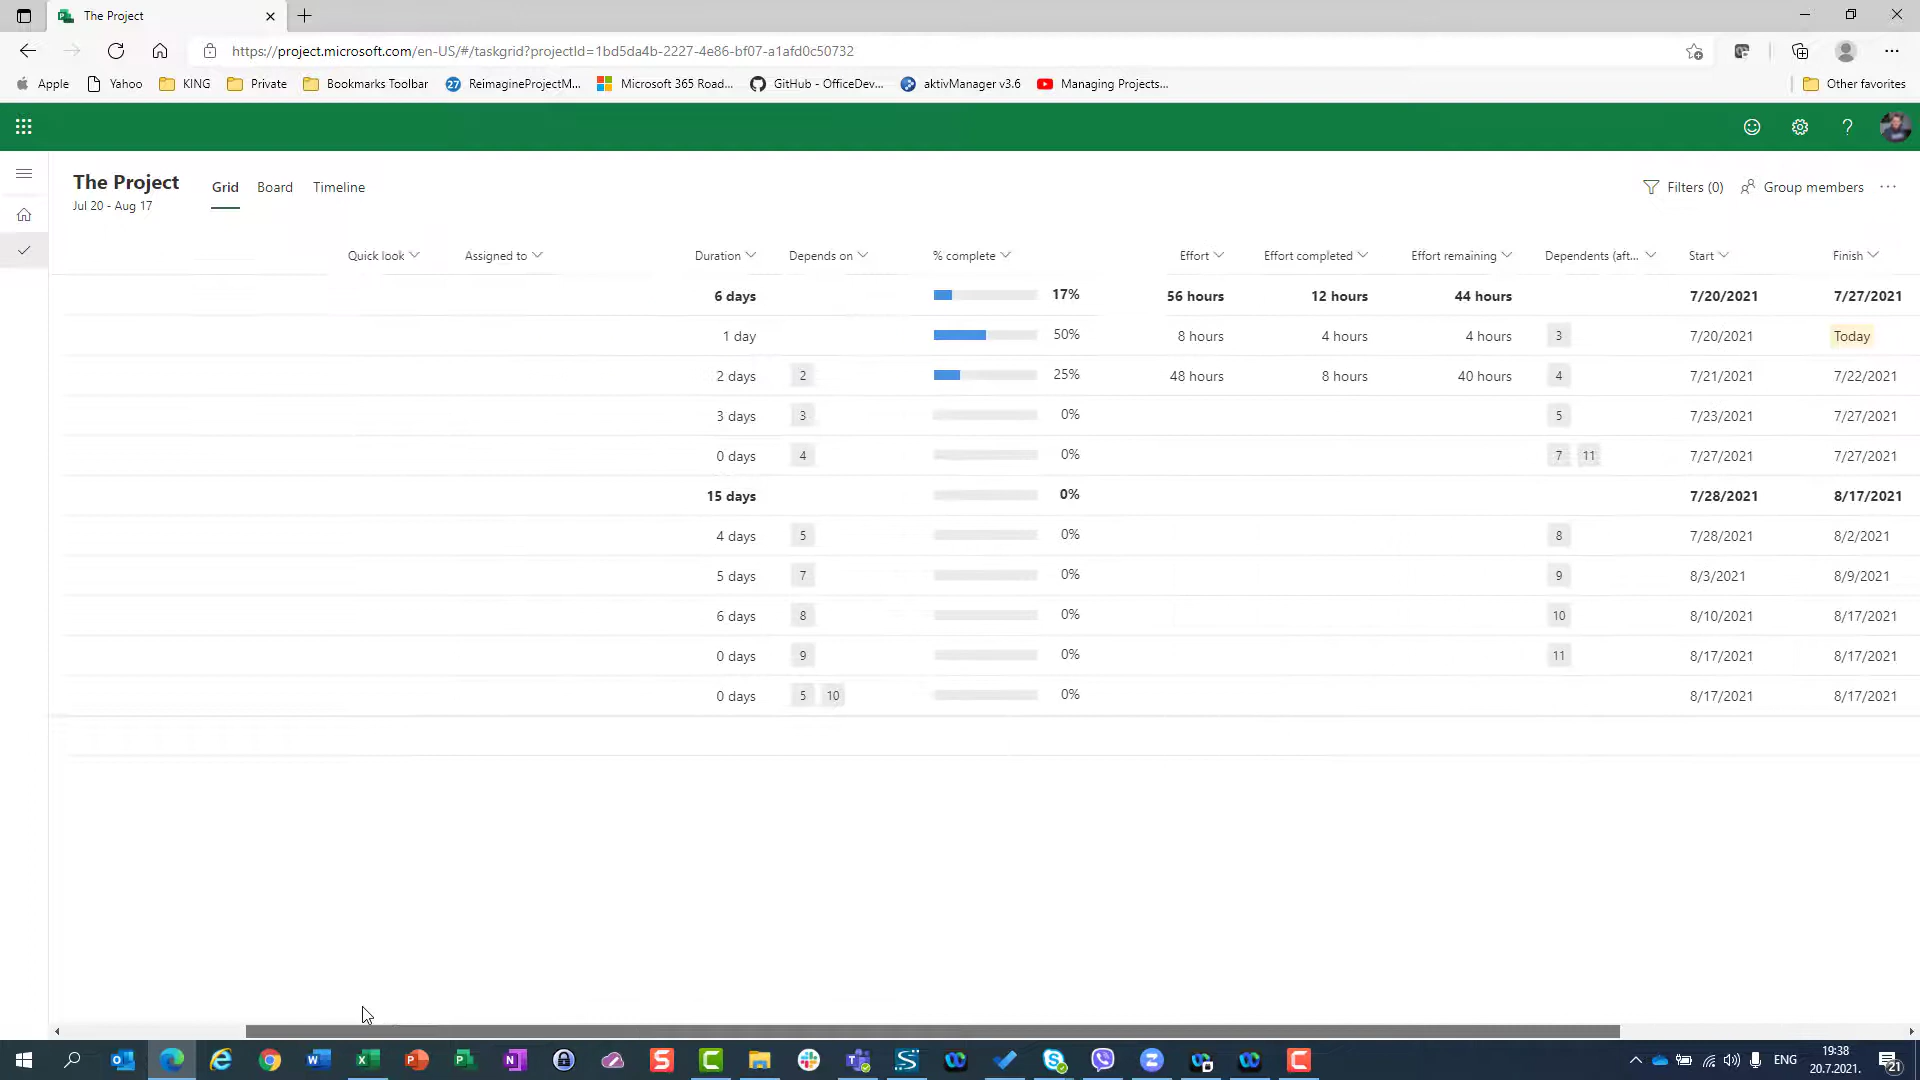 The Project
https://project.microsoft.com/en-US/#/taskgrid?projectId=1bd5da4b-2227-4e86-bf07-a1afd0c50732
Apple Yahoo KING Private Bookmarks Toolbar 27 ReimagineProjectM... Microsoft 365 Road... GitHub - OfficeDev... aktivManager v3.6 Managing Projects... Other favorites
The Project Grid Board Timeline Filters (0) Group members
Jul 20 - Aug 17
Quick look Assigned to Duration Depends on % complete Effort Effort completed Effort remaining Dependents (aft... Start Finish
6 days 17% 56 hours 12 hours 44 hours 7/20/2021 7/27/2021
1 day 50% 8 hours 4 hours 4 hours 3 7/20/2021 Today
2 days 2 25% 48 hours 8 hours 40 hours 4 7/21/2021 7/22/2021
3 days 3 0% 5 7/23/2021 7/27/2021
0 days 4 0% 7 11 7/27/2021 7/27/2021
15 days 0% 7/28/2021 8/17/2021
4 days 5 0% 8 7/28/2021 8/2/2021
5 days 7 0% 9 8/3/2021 8/9/2021
6 days 8 0% 10 8/10/2021 8/17/2021
0 days 9 0% 11 8/17/2021 8/17/2021
0 days 5 10 0% 8/17/2021 8/17/2021
ENG 19:38
20.7.2021. 21